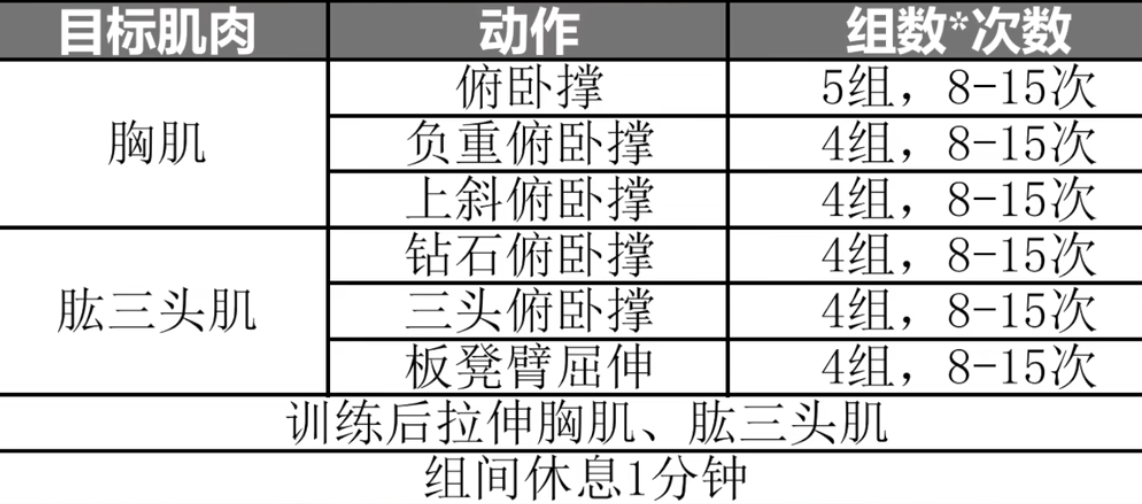 目标肌肉 动作 组数*次数
俯卧撑 5组，8-15次
胸肌 负重俯卧撑 4组，8-15次
上斜俯卧撑 4组，8-15次
钻石俯卧撑 4组，8-15次
肱三头肌 三头俯卧撑 4组，8-15次
板凳臂屈伸 4组，8-15次
训练后拉伸胸肌、肱三头肌
组间休息1分钟